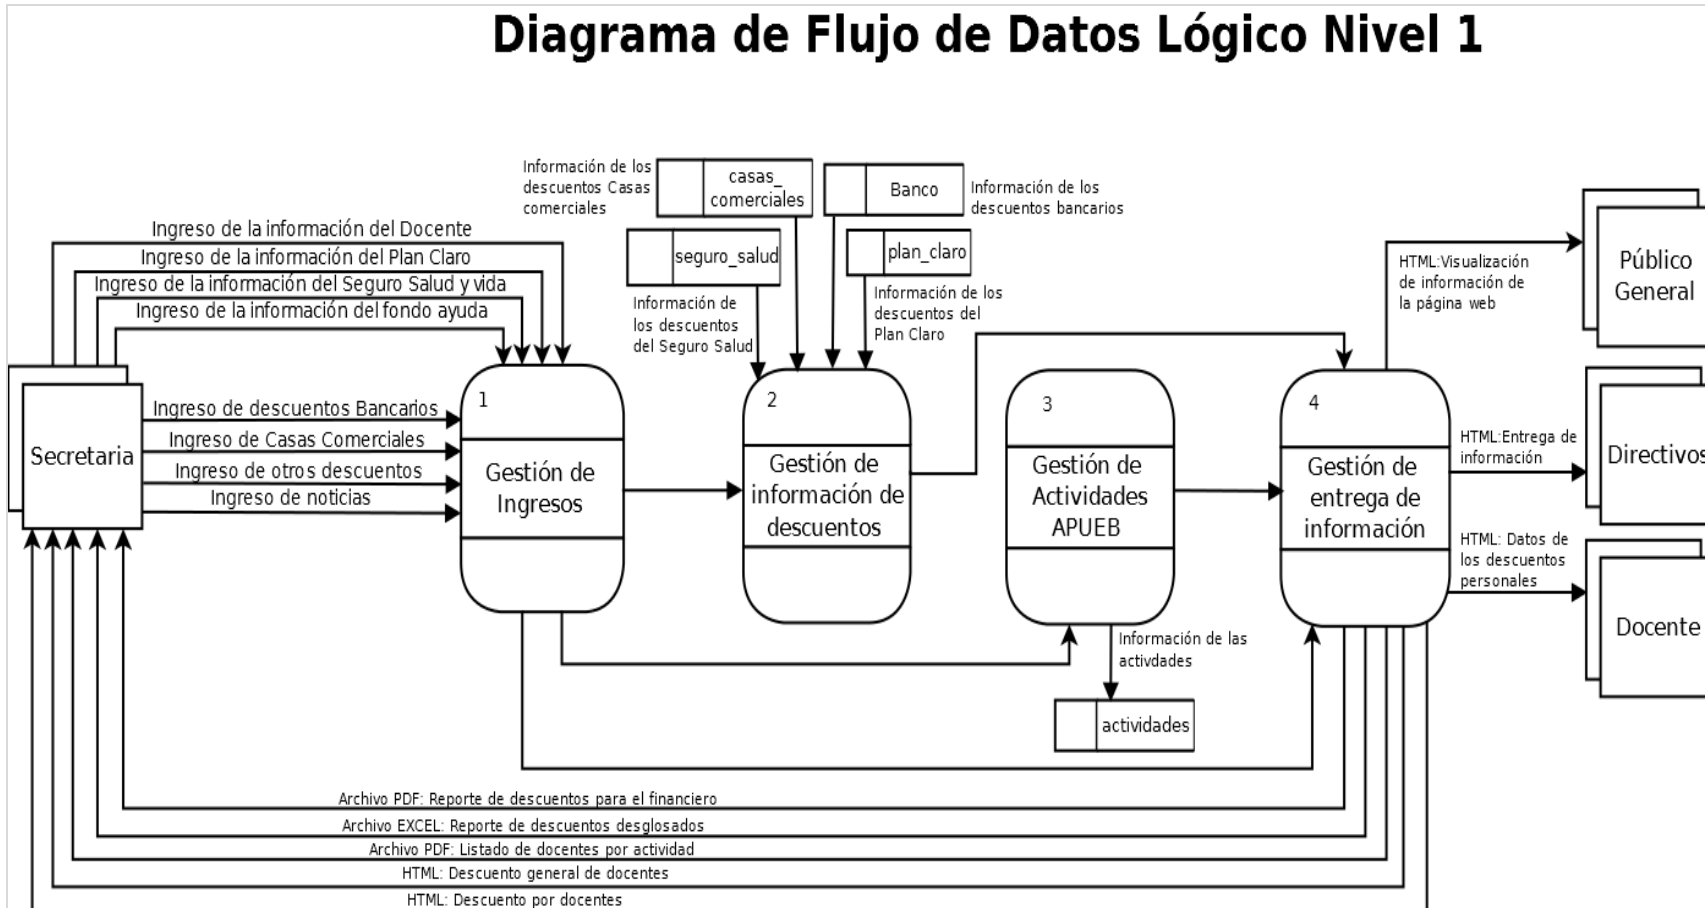 Diagrama de Flujo de Datos Lógico Nivel 1
Información de los
descuentos Casas
comerciales
casas_
comerciales
Banco
Información de los
descuentos bancarios
seguro_salud
plan_claro
Información de
los descuentos
del Seguro Salud
Información de los
descuentos del
Plan Claro
Ingreso de la información del Docente
Ingreso de la información del Plan Claro
Ingreso de la información del Seguro Salud y vida
Ingreso de la información del fondo ayuda
Secretaria
Ingreso de descuentos Bancarios
Ingreso de Casas Comerciales
Ingreso de otros descuentos
Ingreso de noticias
1
Gestión de
Ingresos
2
Gestión de
información de
descuentos
3
Gestión de
Actividades
APUEB
4
Gestión de
entrega de
información
HTML:Visualización
de información de
la página web
Público
General
HTML:Entrega de
información
Directivos
HTML: Datos de
los descuentos
personales
Docente
Información de las
activdades
actividades
Archivo PDF: Reporte de descuentos para el financiero
Archivo EXCEL: Reporte de descuentos desglosados
Archivo PDF: Listado de docentes por actividad
HTML: Descuento general de docentes
HTML: Descuento por docentes